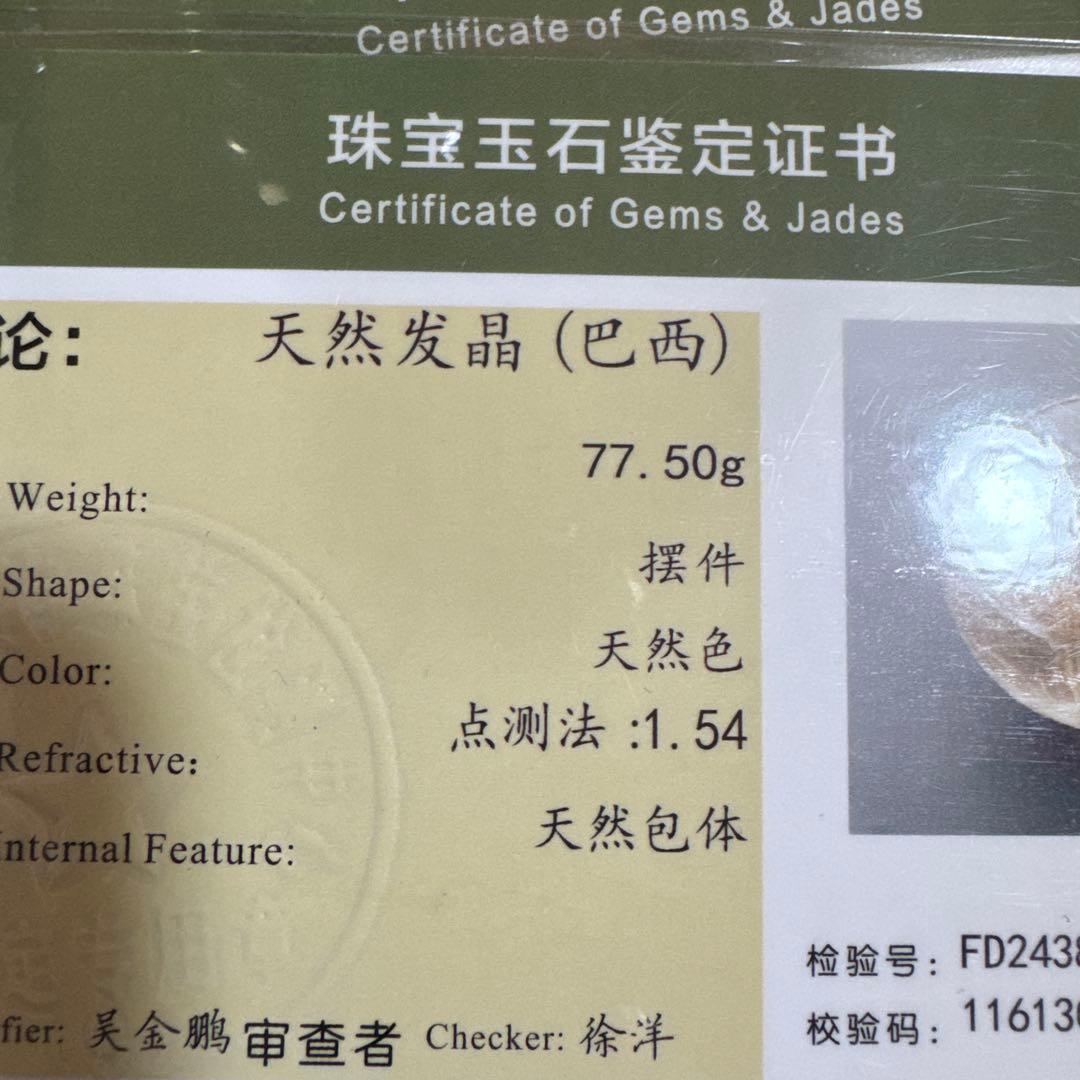 Certificate of Gems & Jades
珠宝玉石鉴定证书
Certificate of Gems & Jades
论: 天然发晶 (巴西)
Weight: 77.50g
Shape: 摆件
Color: 天然色
Refractive: 点测法 :1.54
Internal Feature: 天然包体
检验号: FD2438
校验码: 116130
fier: 吴金鹏 审查者 Checker: 徐洋